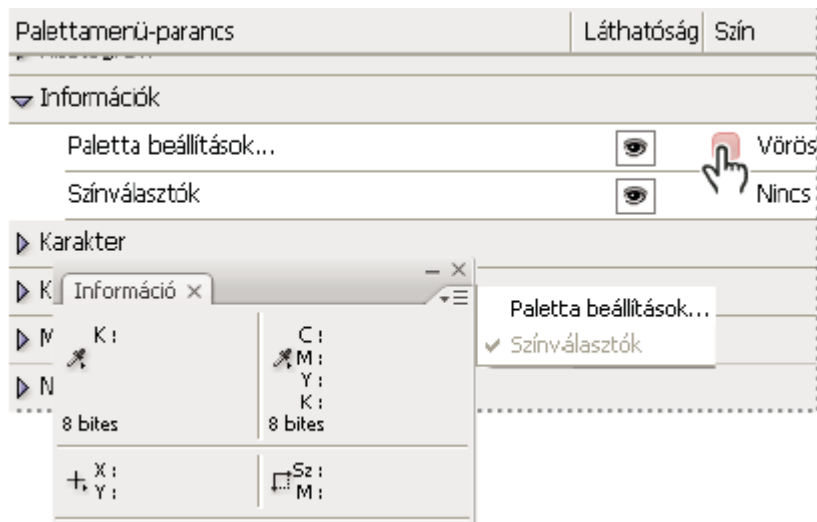 Palettamenü-parancs Láthatóság Szín
Információk
Paletta beállítások... Vörös
Színválasztók Nincs
Karakter
K
M
N
Információ
Paletta beállítások...
Színválasztók
K:
C:
M:
Y:
K:
8 bites 8 bites
X:
Y:
Sz:
M: